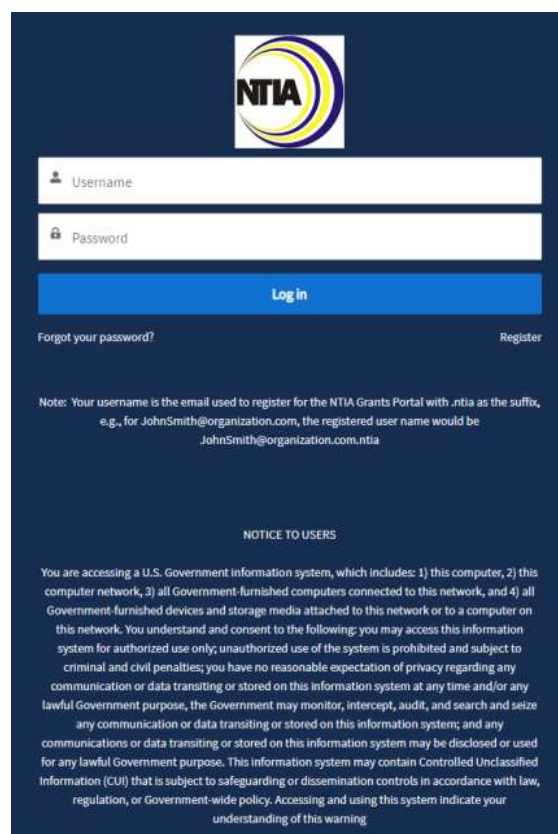 NTIA
Username
Password
Log in
Forgot your password?
Register
Note: Your username is the email used to register for the NTIA Grants Portal with .ntia as the suffix,
e.g., for JohnSmith@organization.com, the registered user name would be
JohnSmith@organization.com.ntia
NOTICE TO USERS
You are accessing a U.S. Government information system, which includes: 1) this computer, 2) this
computer network, 3) all Government-furnished computers connected to this network, and 4) all
Government-furnished devices and storage media attached to this network or to a computer on
this network. You understand and consent to the following: you may access this information
system for authorized use only; unauthorized use of the system is prohibited and subject to
criminal and civil penalties; you have no reasonable expectation of privacy regarding any
communication or data transiting or stored on this information system at any time and/or any
lawful Government purpose, the Government may monitor, intercept, audit, and search and seize
any communication or data transiting or stored on this information system; and any
communications or data transiting or stored on this information system may be disclosed or used
for any lawful Government purpose. This information system may contain Controlled Unclassified
Information (CUI) that is subject to safeguarding or dissemination controls in accordance with law,
regulation, or Government-wide policy. Accessing and using this system indicate your
understanding of this warning